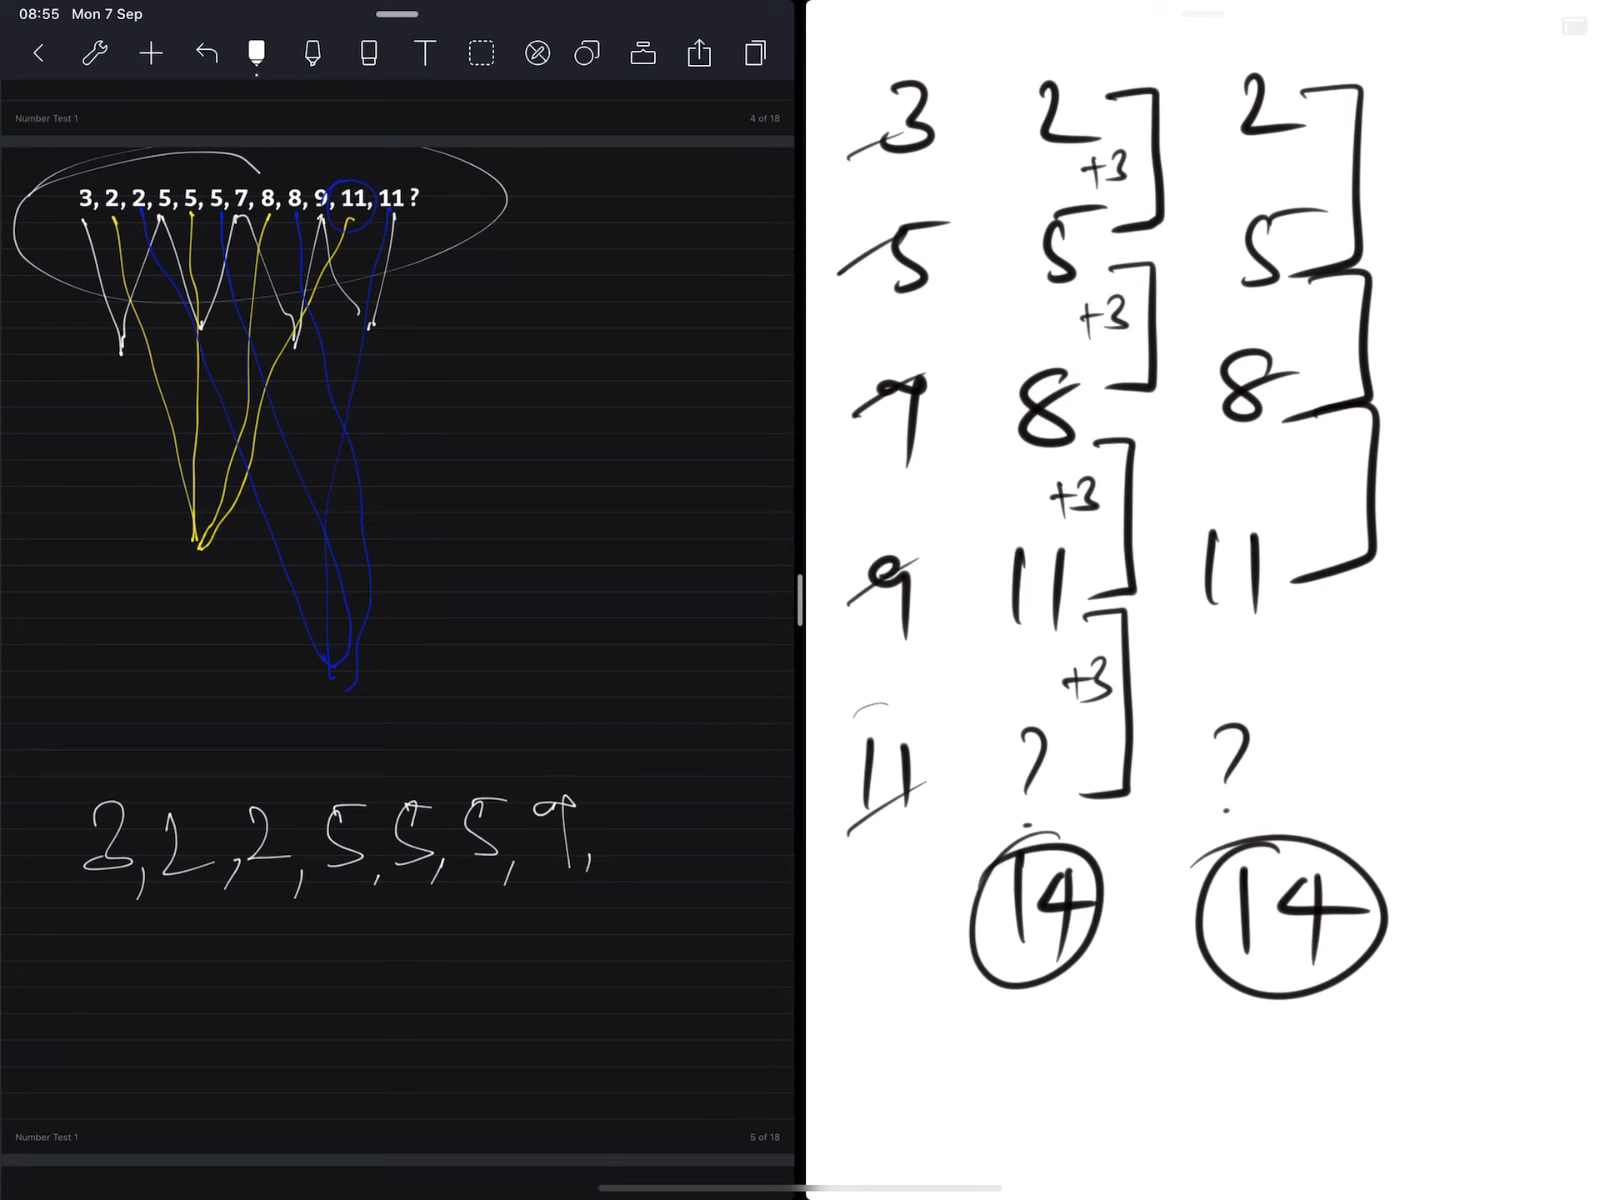 08:55 Mon 7 Sep
Number Test 1
4 of 18
3, 2, 2, 5, 5, 5, 7, 8, 8, 9, 11, 11 ?
3, 2, 2, 5, 5, 5, 9,
Number Test 1
5 of 18
3 2 2
+3
5 5 5
+3
9 8 8
+3
9 11 11
+3
11 ? ?
14 14